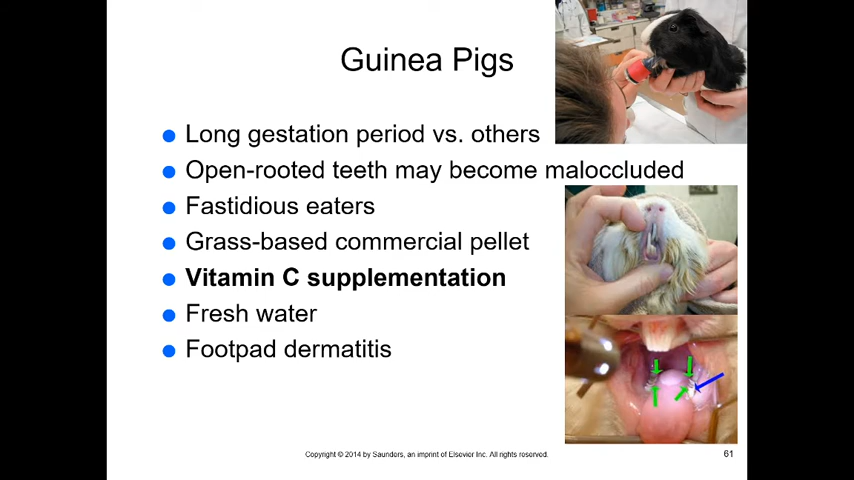 Guinea Pigs
Long gestation period vs. others
Open-rooted teeth may become maloccluded
Fastidious eaters
Grass-based commercial pellet
Vitamin C supplementation
Fresh water
Footpad dermatitis
Copyright © 2014 by Saunders, an imprint of Elsevier Inc. All rights reserved.
61